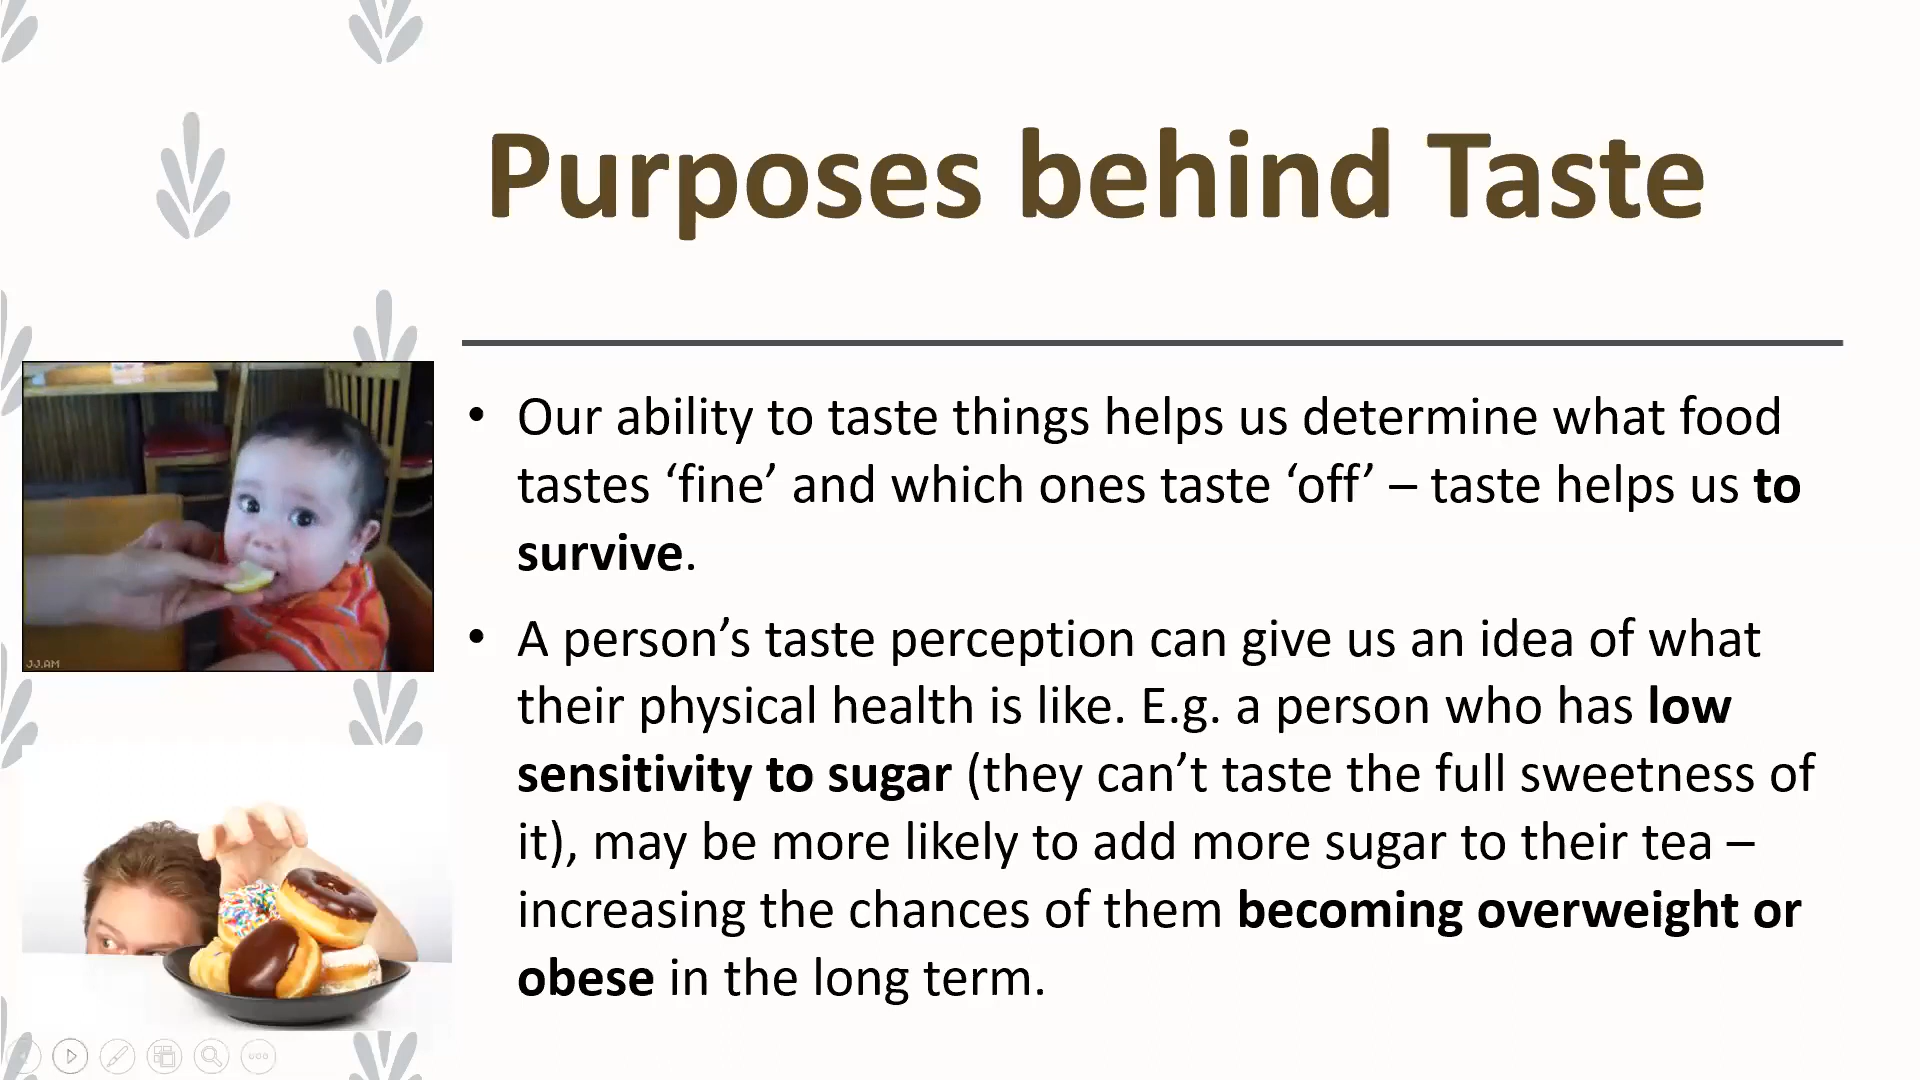 Purposes behind Taste
• Our ability to taste things helps us determine what food
tastes ‘fine’ and which ones taste ‘off’ – taste helps us to
survive.
• A person’s taste perception can give us an idea of what
their physical health is like. E.g. a person who has low
sensitivity to sugar (they can’t taste the full sweetness of
it), may be more likely to add more sugar to their tea –
increasing the chances of them becoming overweight or
obese in the long term.
JJ.AM